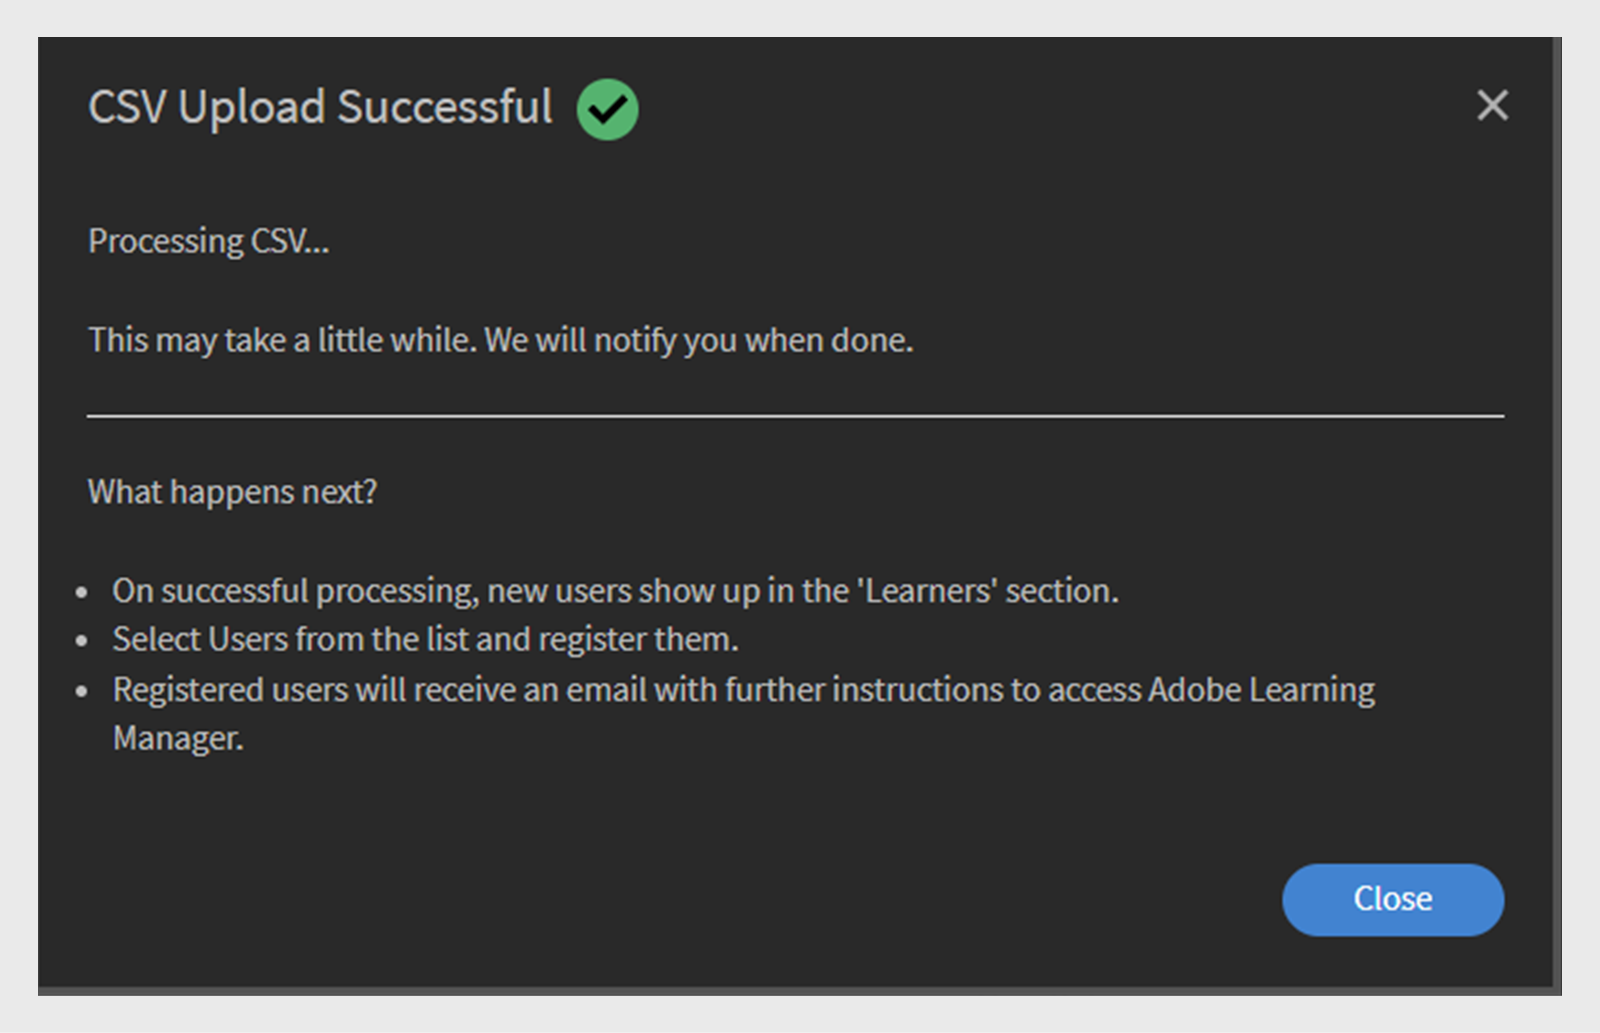 CSV Upload Successful
Processing CSV...
This may take a little while. We will notify you when done.
What happens next?
• On successful processing, new users show up in the 'Learners' section.
• Select Users from the list and register them.
• Registered users will receive an email with further instructions to access Adobe Learning
Manager.
Close